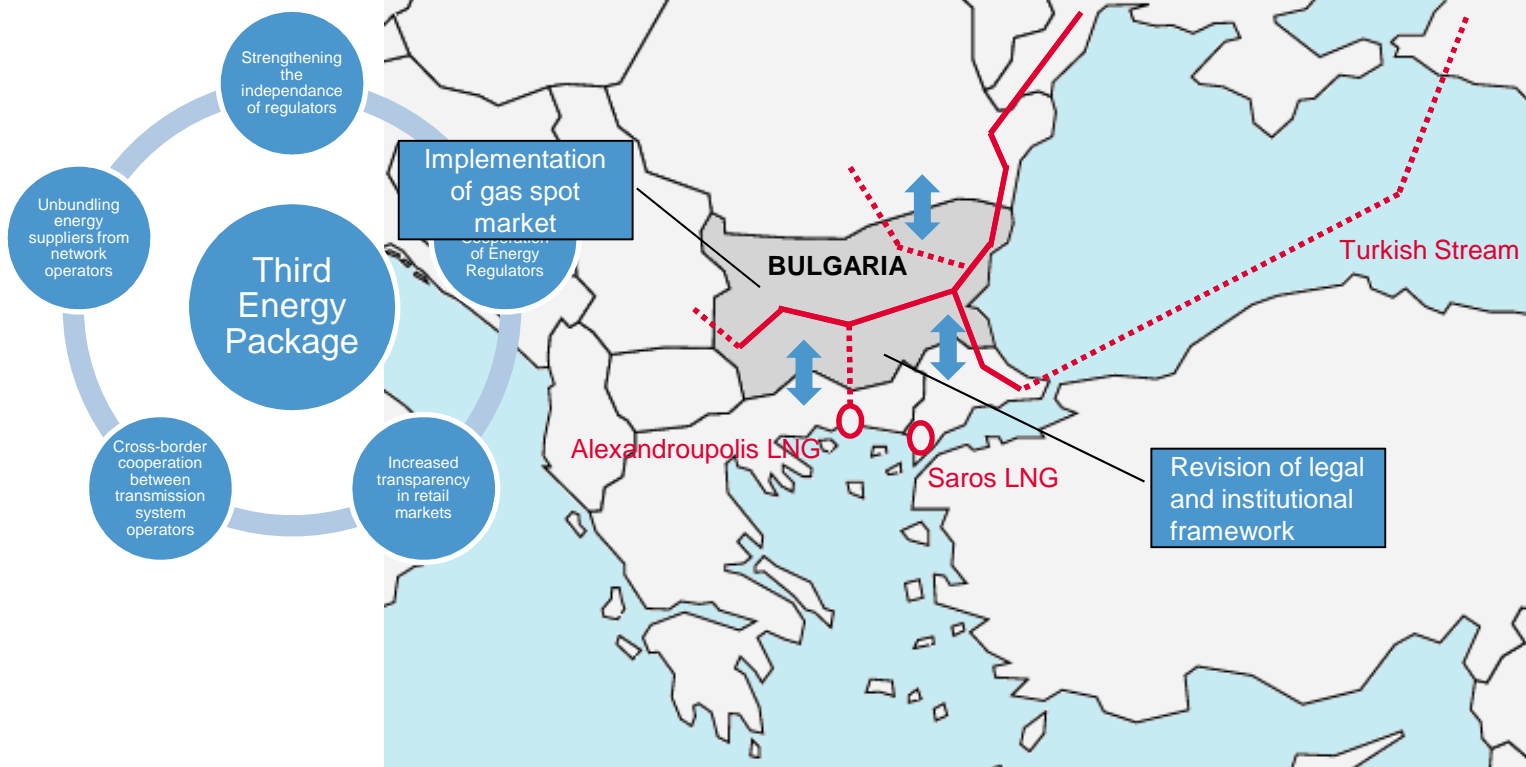 Strengthening
the
independance
of regulators
Unbundling
energy
suppliers from
network
operators
Third
Energy
Package
of Energy
Regulators
Cross-border
cooperation
between
transmission
system
operators
Increased
transparency
in retail
markets
Implementation
of gas spot
market
BULGARIA
Turkish Stream
Alexandroupolis LNG
Saros LNG
Revision of legal
and institutional
framework